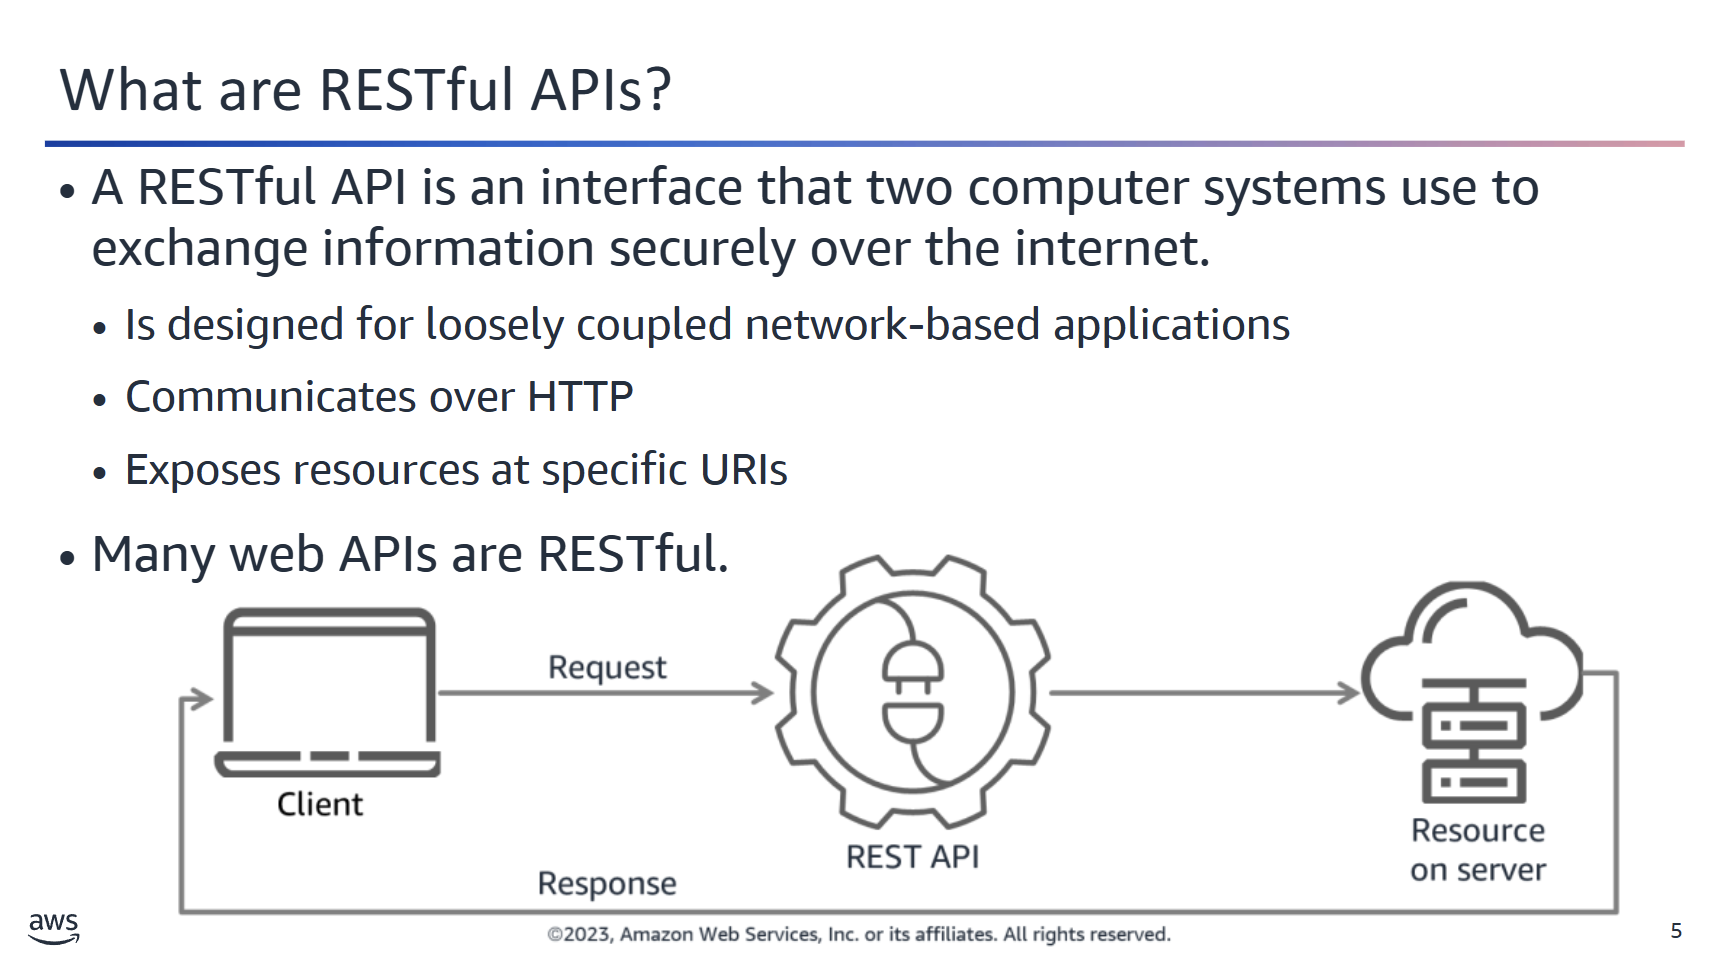 What are RESTful APIs?
• A RESTful API is an interface that two computer systems use to
exchange information securely over the internet.
• Is designed for loosely coupled network-based applications
• Communicates over HTTP
• Exposes resources at specific URIs
• Many web APIs are RESTful.
Request
Client
REST API
Resource
on server
Response
aws
©2023, Amazon Web Services, Inc. or its affiliates. All rights reserved.
5